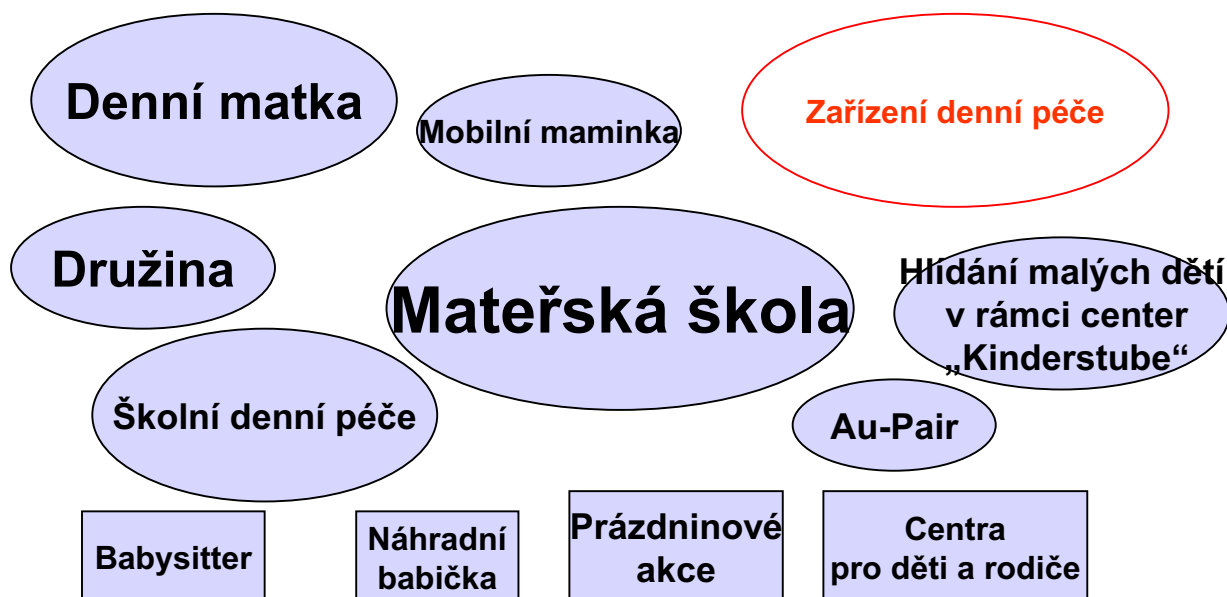 Denní matka
Mobilní maminka
Zařízení denní péče
Družina
Mateřská škola
Hlídání malých dětí
v rámci center
„Kinderstube“
Školní denní péče
Au-Pair
Babysitter
Náhradní
babička
Prázdninové
akce
Centra
pro děti a rodiče